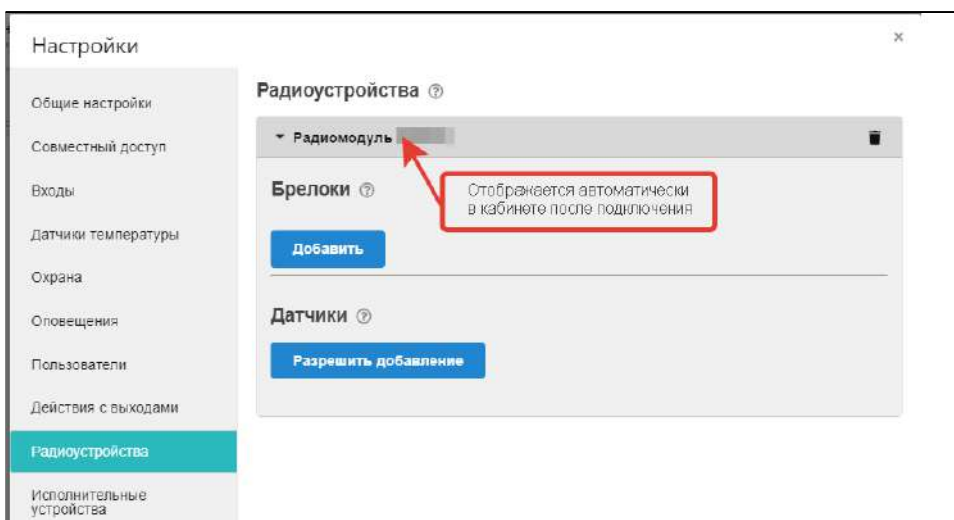 Настройки
Общие настройки
Совместный доступ
Входы
Датчики температуры
Охрана
Оповещения
Пользователи
Действия с выходами
Радиоустройства
Исполнительные
устройства
Радиоустройства
Радиомодуль
Брелоки
Отображается автоматически
в кабинете после подключения
Добавить
Датчики
Разрешить добавление